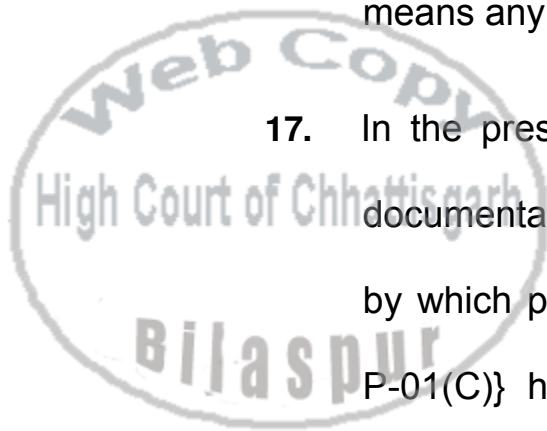 means any
Web Copy
17. In the pres
High Court of Chhattisgarh
documenta
by which p
Bilaspur
P-01(C)} h